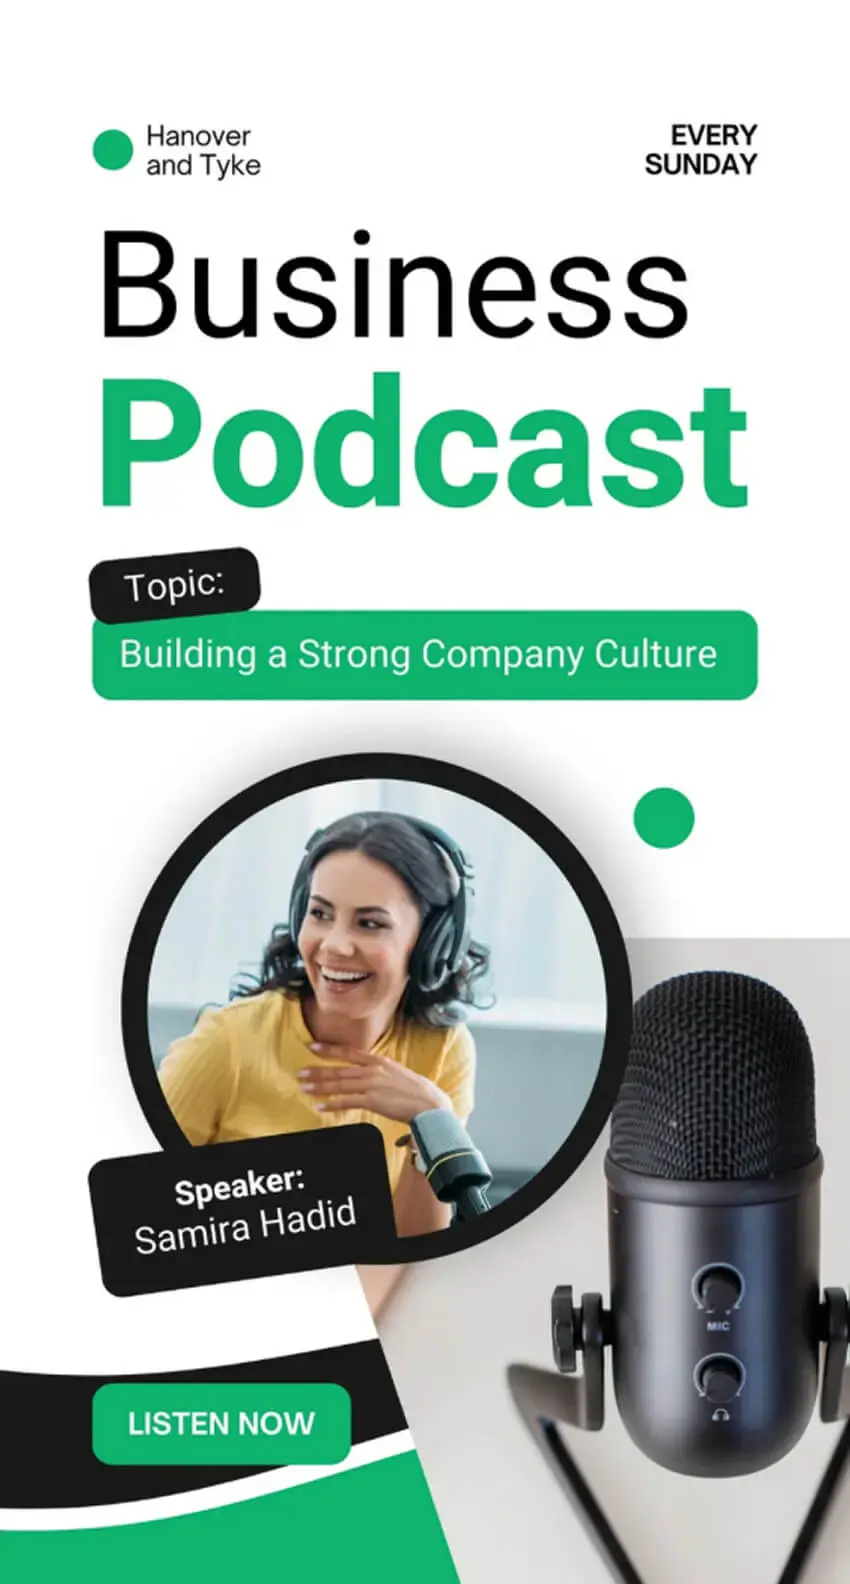 Hanover
and Tyke
EVERY
SUNDAY
Business
Podcast
Topic:
Building a Strong Company Culture
Speaker:
Samira Hadid
MIC
LISTEN NOW